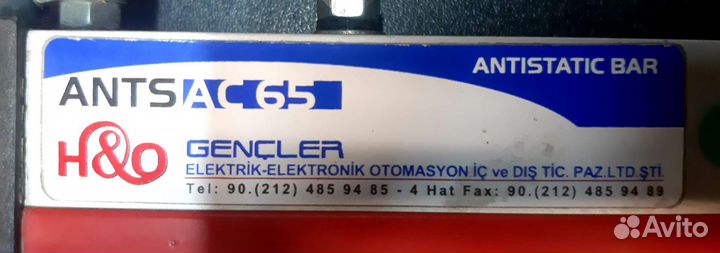 ANTISTATIC BAR
ANTS AC 65
H&O GENÇLER
ELEKTRİK-ELEKTRONİK OTOMASYON İÇ ve DIŞ TİC. PAZ.LTD.ŞTİ
Tel: 90.(212) 485 94 85 - 4 Hat Fax: 90.(212) 485 94 89
Avito